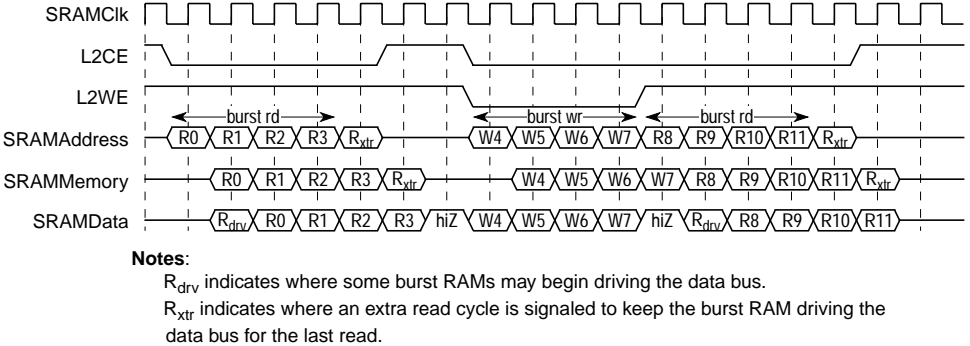 SRAMClk
L2CE
L2WE
burst rd burst wr burst rd
SRAMAddress R0 R1 R2 R3 Rxtr W4 W5 W6 W7 R8 R9 R10 R11 Rxtr
SRAMMemory R0 R1 R2 R3 Rxtr W4 W5 W6 W7 R8 R9 R10 R11 Rxtr
SRAMData Rdrv R0 R1 R2 R3 hiZ W4 W5 W6 W7 hiZ Rdrv R8 R9 R10 R11
Notes:
Rdrv indicates where some burst RAMs may begin driving the data bus.
Rxtr indicates where an extra read cycle is signaled to keep the burst RAM driving the
data bus for the last read.